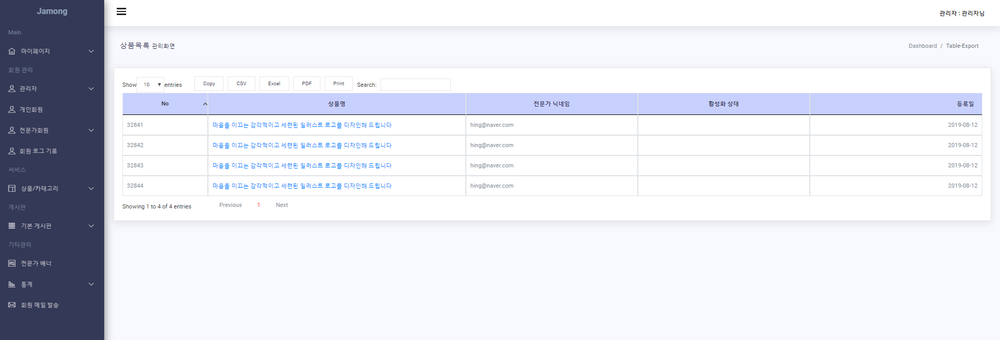 Jamong
Main
마이페이지
회원 관리
관리자
개인회원
전문가회원
회원 로그 기록
서비스
상품/카테고리
게시판
기본 게시판
기타관리
전문가 배너
통계
회원 메일 발송
관리자 : 관리자님
상품목록 관리화면
Dashboard / Table-Export
Show 10 entries Copy CSV Excel PDF Print Search:
No 상품명 전문가 닉네임 활성화 상태 등록일
32841 마음을 이끄는 감각적이고 세련된 일러스트 로고를 디자인해 드립니다 hing@naver.com 2019-08-12
32842 마음을 이끄는 감각적이고 세련된 일러스트 로고를 디자인해 드립니다 hing@naver.com 2019-08-12
32843 마음을 이끄는 감각적이고 세련된 일러스트 로고를 디자인해 드립니다 hing@naver.com 2019-08-12
32844 마음을 이끄는 감각적이고 세련된 일러스트 로고를 디자인해 드립니다 hing@naver.com 2019-08-12
Showing 1 to 4 of 4 entries Previous 1 Next